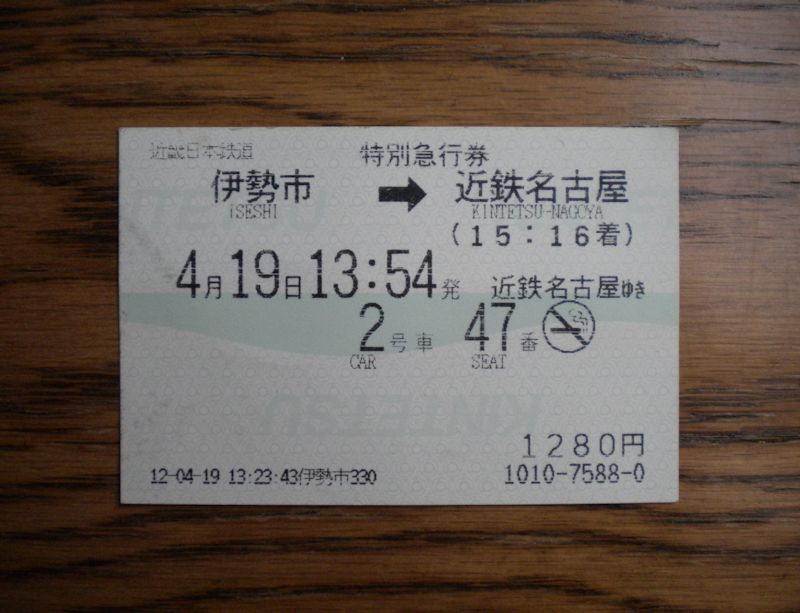 近畿日本鉄道 特別急行券
伊勢市 ➡ 近鉄名古屋
ISESHI KINTETSU-NAGOYA
(15:16着)
4月19日13:54発 近鉄名古屋ゆき
2号車 47番
CAR SEAT
KINTETSU
1280円
12-04-19 13:23:43伊勢市330 1010-7588-0